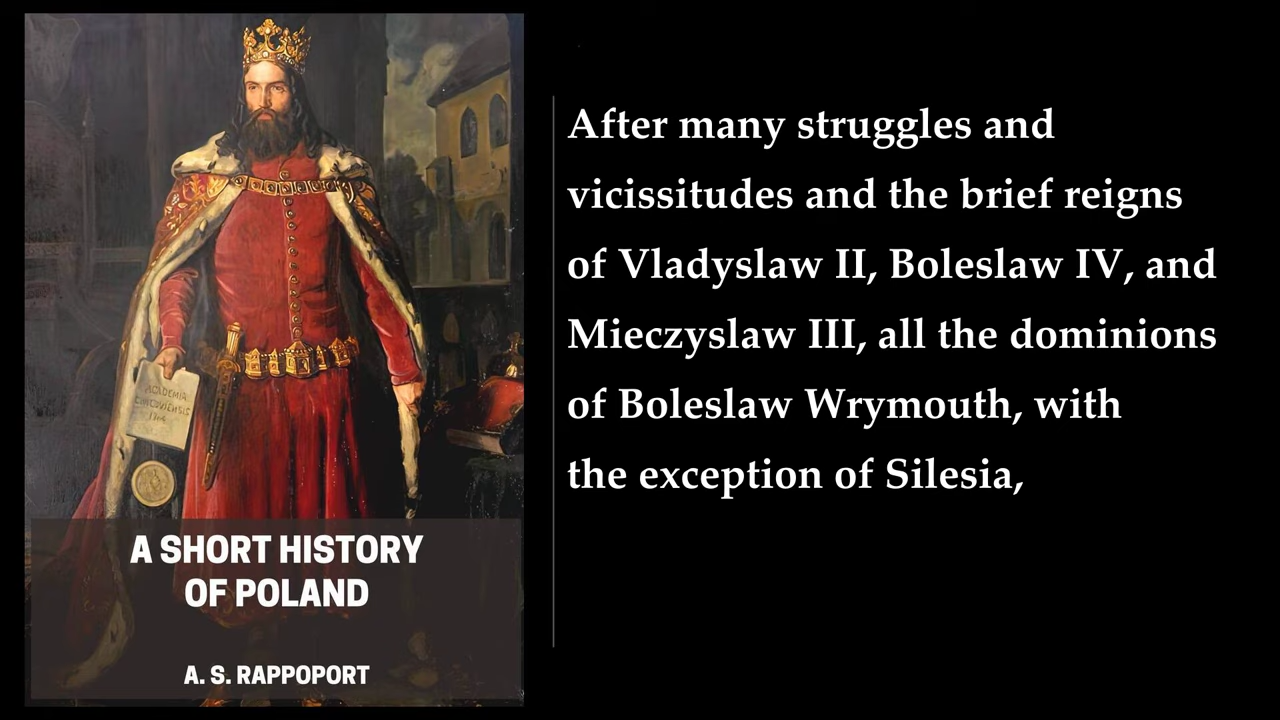 ACADEMIA
A SHORT HISTORY
OF POLAND
A. S. RAPPOPORT
After many struggles and
vicissitudes and the brief reigns
of Vladyslaw II, Boleslaw IV, and
Mieczyslaw III, all the dominions
of Boleslaw Wrymouth, with
the exception of Silesia,